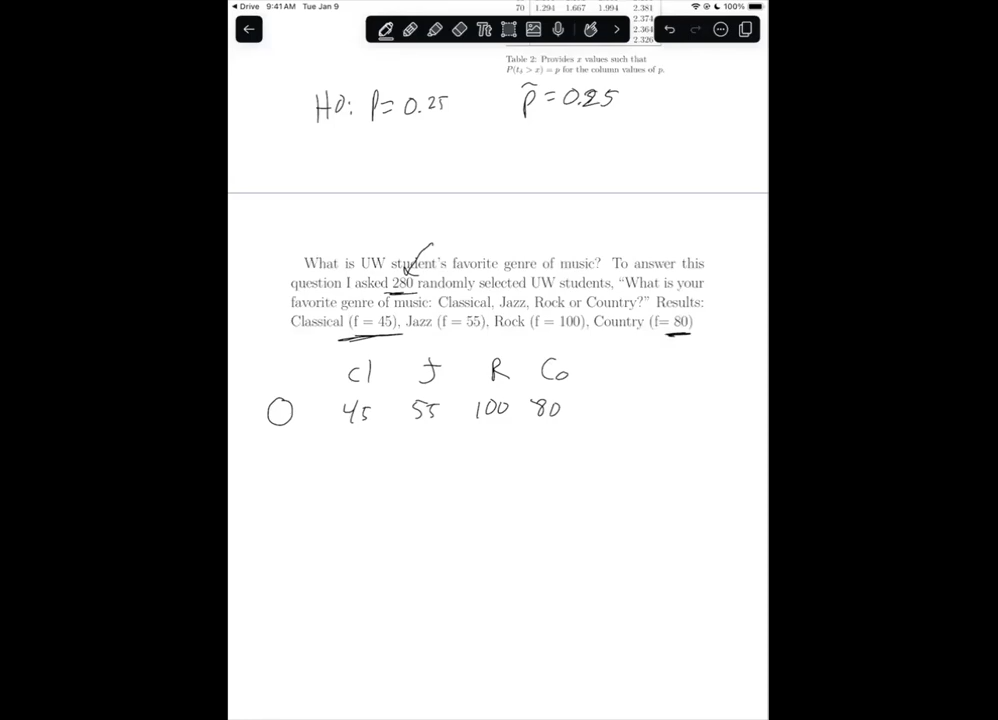 Drive 9:41 AM Tue Jan 9 100%
70 1.294 1.667 1.994 2.381
2.374
2.364
2.326
Tt
Table 2: Provides x values such that
P(t_f > x) = p for the column values of p.
H0: p = 0.25
p̃ = 0.25
What is UW student's favorite genre of music? To answer this
question I asked 280 randomly selected UW students, "What is your
favorite genre of music: Classical, Jazz, Rock or Country?" Results:
Classical (f = 45), Jazz (f = 55), Rock (f = 100), Country (f= 80)
Cl J R Co
O 45 55 100 80